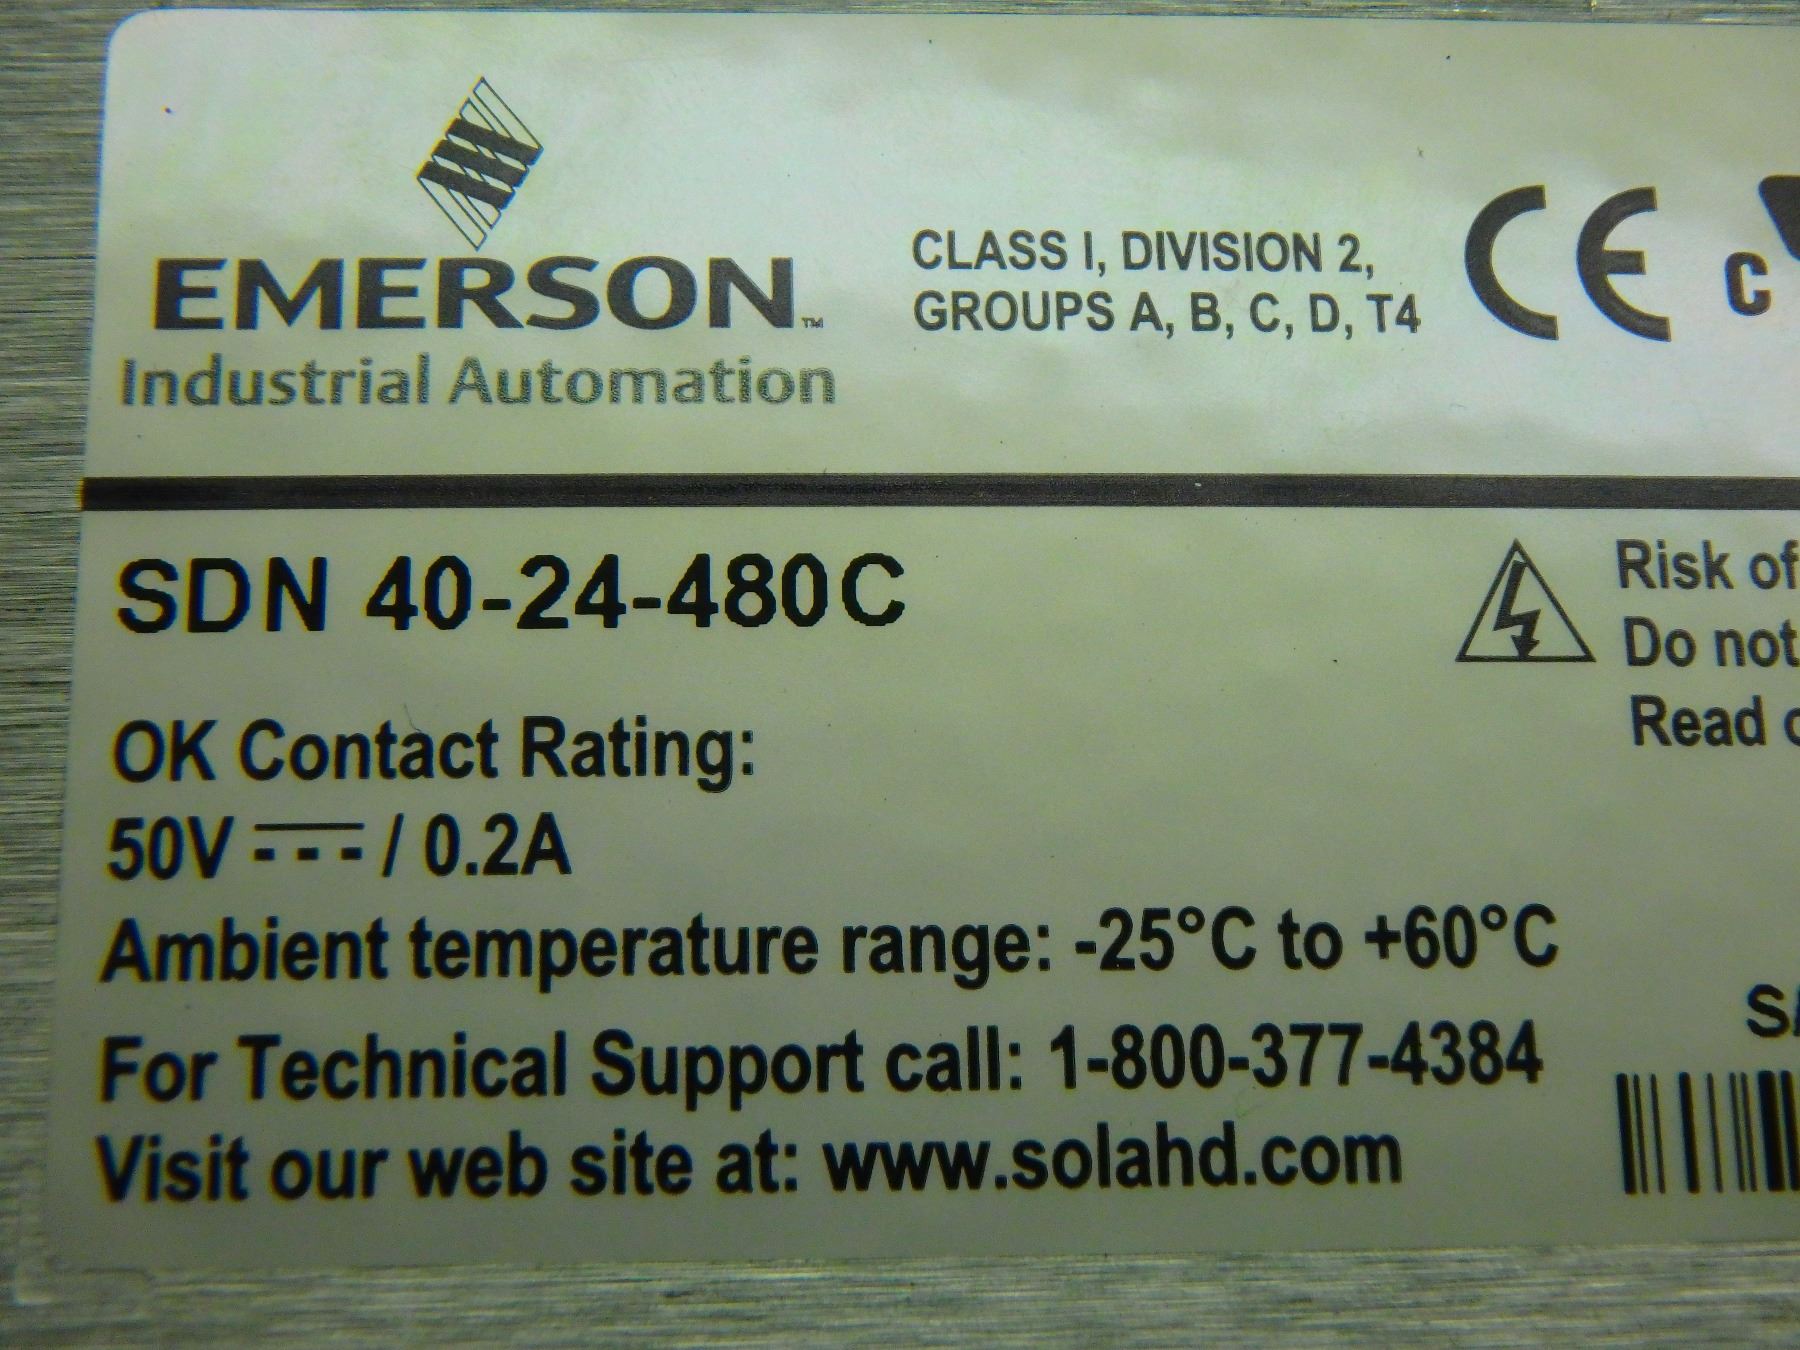 EMERSON™
Industrial Automation
CLASS I, DIVISION 2,
GROUPS A, B, C, D, T4
CE
C
SDN 40-24-480C
Risk of
Do not
Read
OK Contact Rating:
50V ⎓ / 0.2A
Ambient temperature range: -25°C to +60°C
For Technical Support call: 1-800-377-4384
Visit our web site at: www.solahd.com